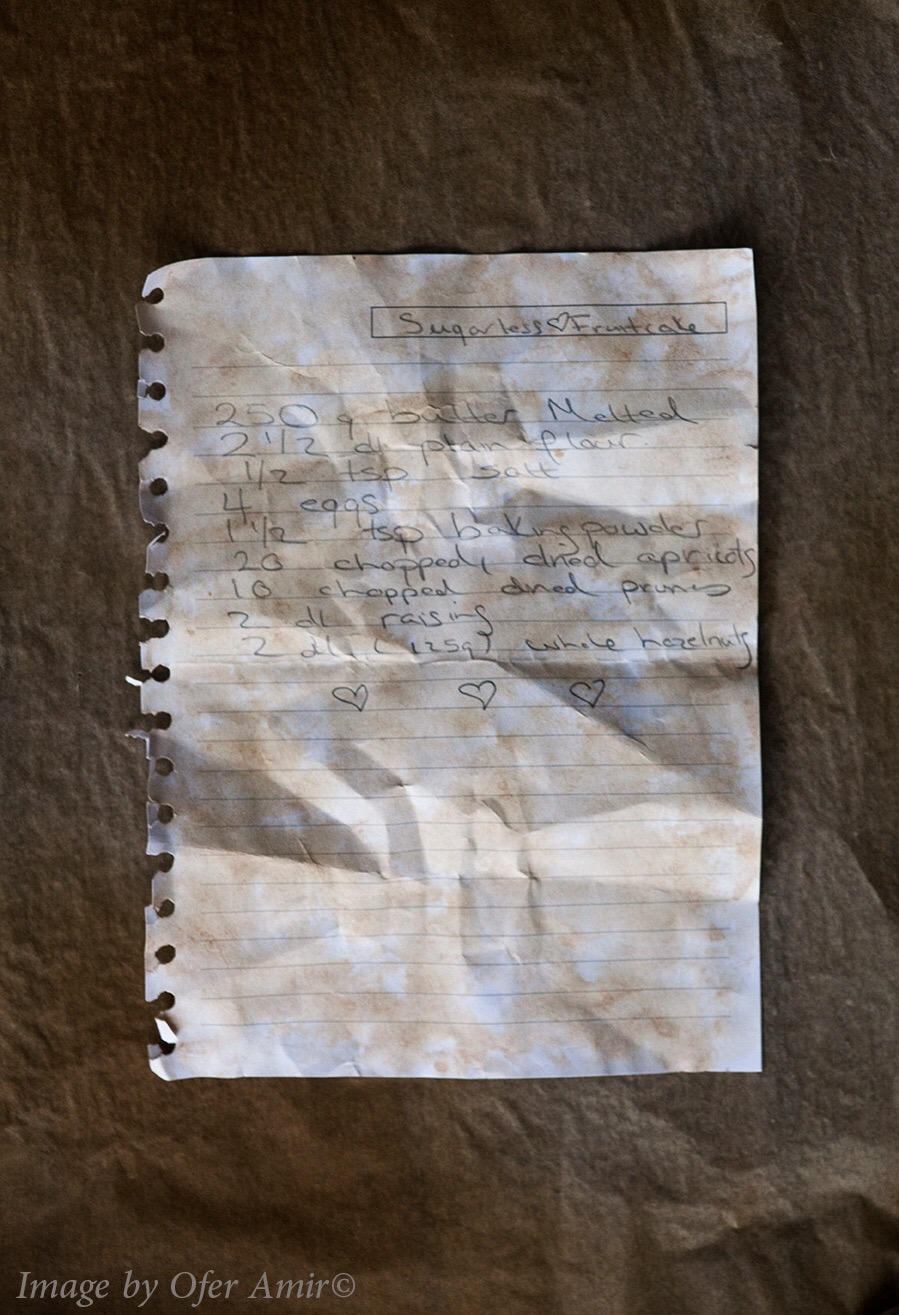 Sugarless♡Fruitcake
250 g butter Melted
2 1/2 dl plain flour.
1/2 tsp salt
4 eggs
1 1/2 tsp baking powder
20 chopped, dried apricots
10 chopped dried prunes
2 dl raisins
2 dl, (125g) whole hazelnuts
♡ ♡ ♡
Image by Ofer Amir©